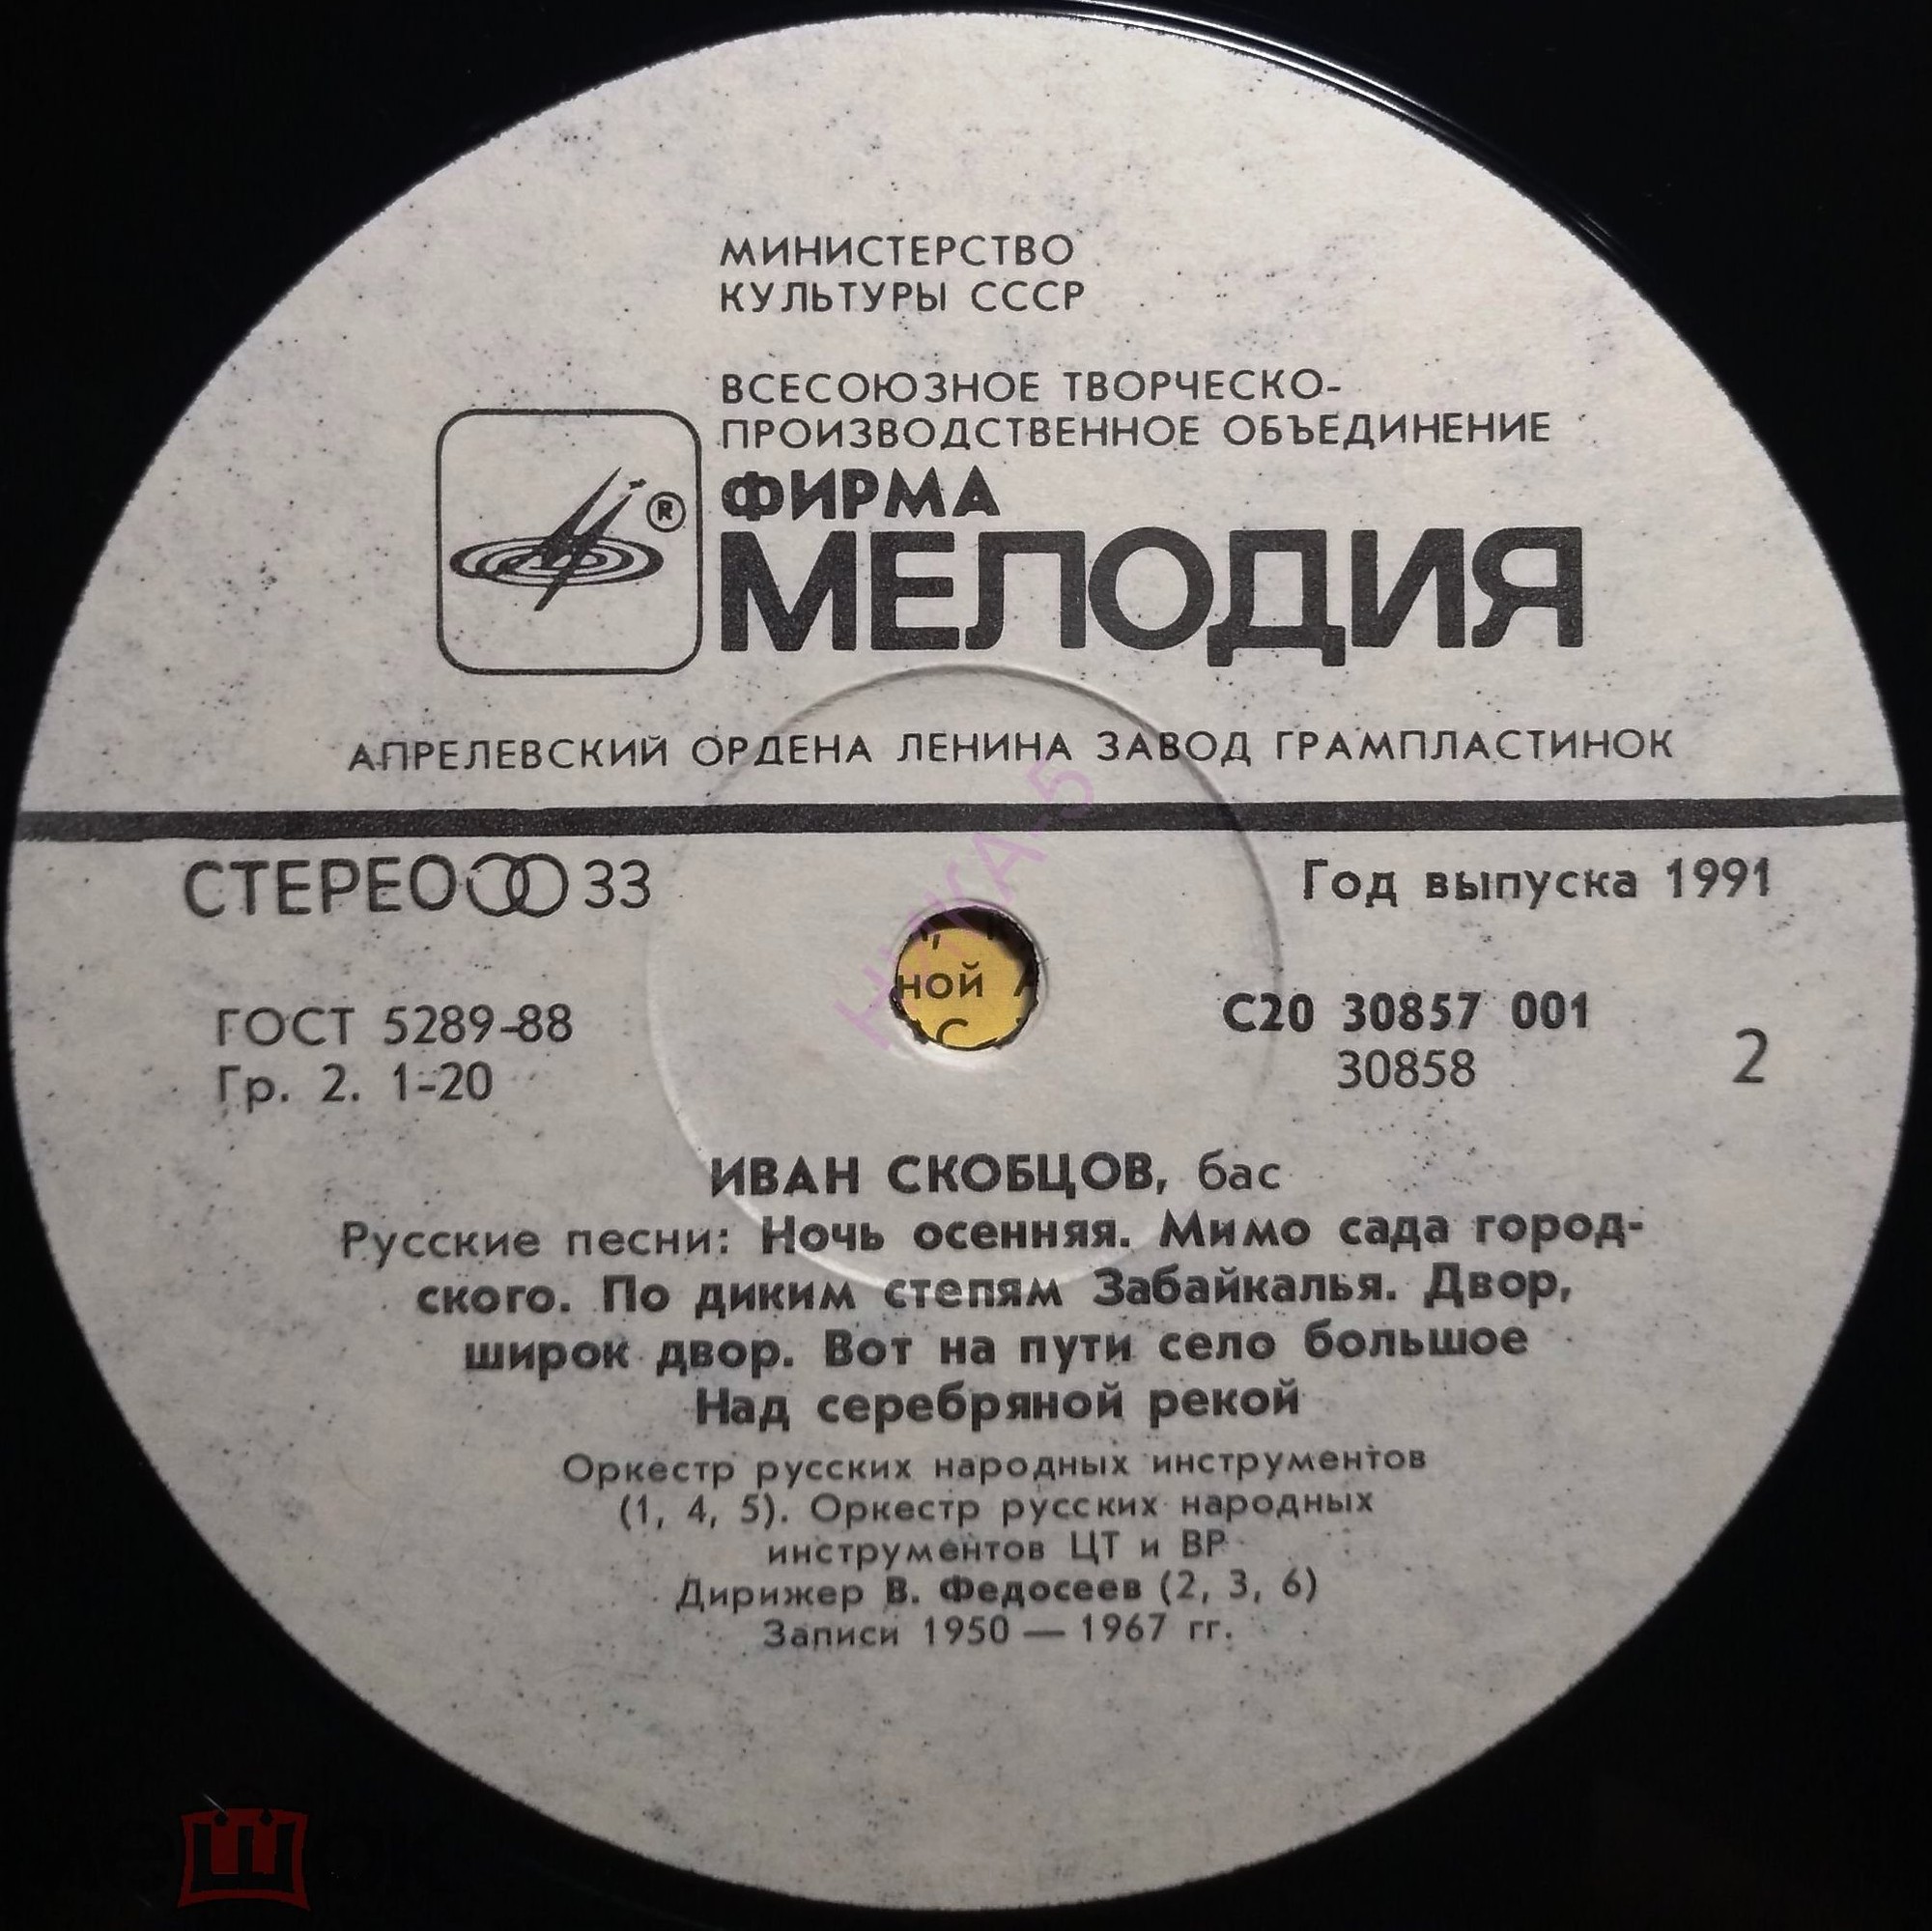 МИНИСТЕРСТВО
КУЛЬТУРЫ СССР
ВСЕСОЮЗНОЕ ТВОРЧЕСКО-
ПРОИЗВОДСТВЕННОЕ ОБЪЕДИНЕНИЕ
®
ФИРМА
МЕЛОДИЯ
АПРЕЛЕВСКИЙ ОРДЕНА ЛЕНИНА ЗАВОД ГРАМПЛАСТИНОК
СТЕРЕО 33
Год выпуска 1991
ной
НИКА-5
ГОСТ 5289-88
Гр. 2. 1-20
С20 30857 001
30858
2
ИВАН СКОБЦОВ, бас
Русские песни: Ночь осенняя. Мимо сада город-
ского. По диким степям Забайкалья. Двор,
широк двор. Вот на пути село большое
Над серебряной рекой
Оркестр русских народных инструментов
(1, 4, 5). Оркестр русских народных
инструментов ЦТ и ВР
Дирижер В. Федосеев (2, 3, 6)
Записи 1950 — 1967 гг.